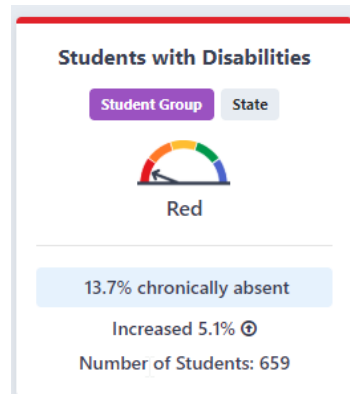 Students with Disabilities
Student Group State
Red
13.7% chronically absent
Increased 5.1%
Number of Students: 659